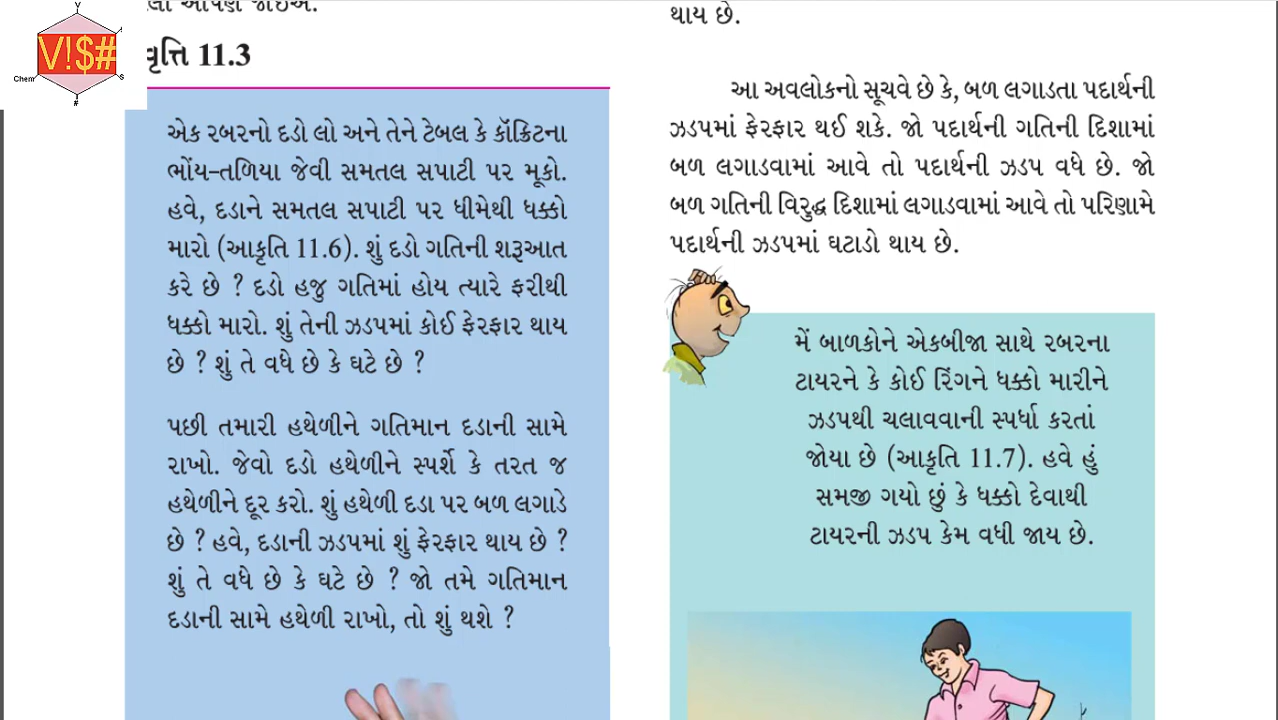 Y
V!$#
Chem
S
#
લો આપણે જોઈએ.
વૃત્તિ 11.3
એક રબરનો દડો લો અને તેને ટેબલ કે કૉંક્રિટના
ભોંય-તળિયા જેવી સમતલ સપાટી પર મૂકો.
હવે, દડાને સમતલ સપાટી પર ધીમેથી ધક્કો
મારો (આકૃતિ 11.6). શું દડો ગતિની શરૂઆત
કરે છે ? દડો હજુ ગતિમાં હોય ત્યારે ફરીથી
ધક્કો મારો. શું તેની ઝડપમાં કોઈ ફેરફાર થાય
છે ? શું તે વધે છે કે ઘટે છે ?
પછી તમારી હથેળીને ગતિમાન દડાની સામે
રાખો. જેવો દડો હથેળીને સ્પર્શે કે તરત જ
હથેળીને દૂર કરો. શું હથેળી દડા પર બળ લગાડે
છે ? હવે, દડાની ઝડપમાં શું ફેરફાર થાય છે ?
શું તે વધે છે કે ઘટે છે ? જો તમે ગતિમાન
દડાની સામે હથેળી રાખો, તો શું થશે ?
થાય છે.
આ અવલોકનો સૂચવે છે કે, બળ લગાડતા પદાર્થની
ઝડપમાં ફેરફાર થઈ શકે. જો પદાર્થની ગતિની દિશામાં
બળ લગાડવામાં આવે તો પદાર્થની ઝડપ વધે છે. જો
બળ ગતિની વિરુદ્ધ દિશામાં લગાડવામાં આવે તો પરિણામે
પદાર્થની ઝડપમાં ઘટાડો થાય છે.
મેં બાળકોને એકબીજા સાથે રબરના
ટાયરને કે કોઈ રિંગને ધક્કો મારીને
ઝડપથી ચલાવવાની સ્પર્ધા કરતાં
જોયા છે (આકૃતિ 11.7). હવે હું
સમજી ગયો છું કે ધક્કો દેવાથી
ટાયરની ઝડપ કેમ વધી જાય છે.